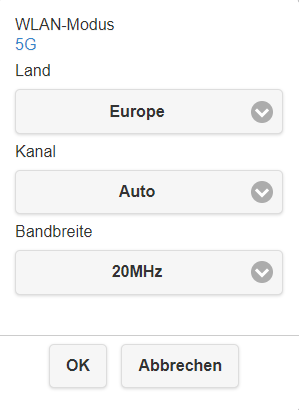 WLAN-Modus
5G
Land
Europe
Kanal
Auto
Bandbreite
20MHz
OK Abbrechen